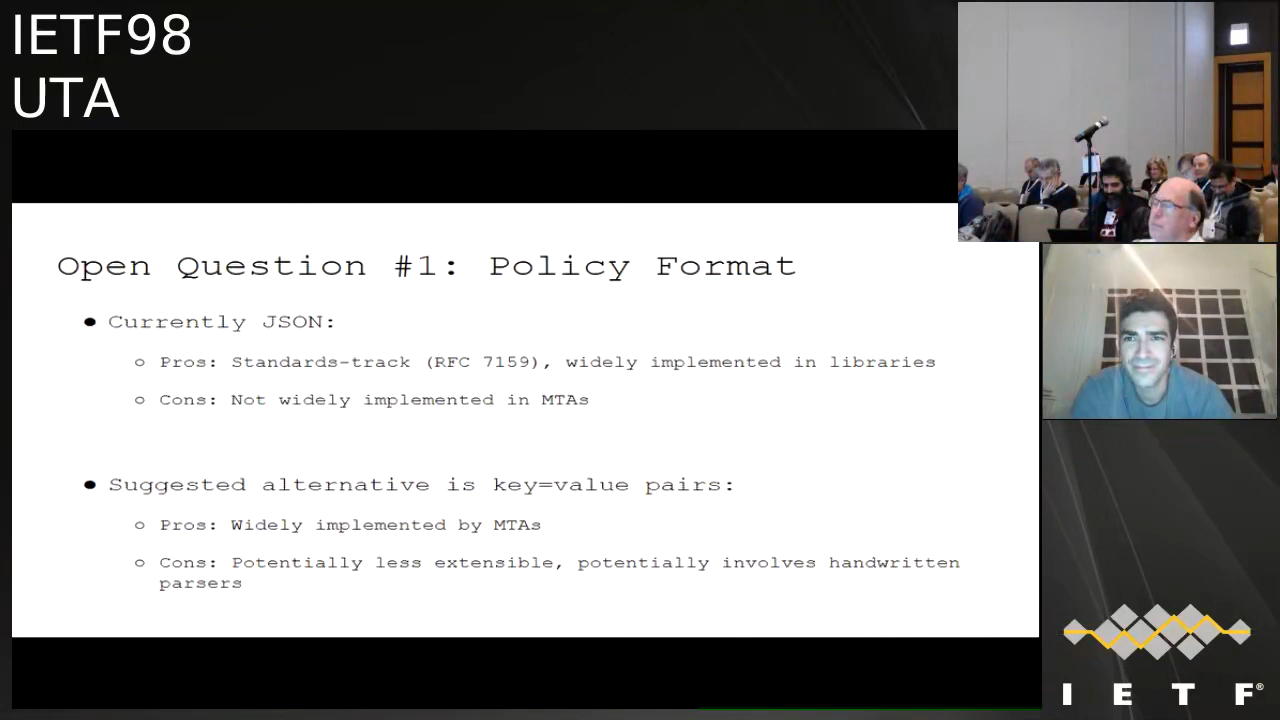 IETF98
UTA
Open Question #1: Policy Format
● Currently JSON:
○ Pros: Standards-track (RFC 7159), widely implemented in libraries
○ Cons: Not widely implemented in MTAs
● Suggested alternative is key=value pairs:
○ Pros: Widely implemented by MTAs
○ Cons: Potentially less extensible, potentially involves handwritten
parsers
I E T F®